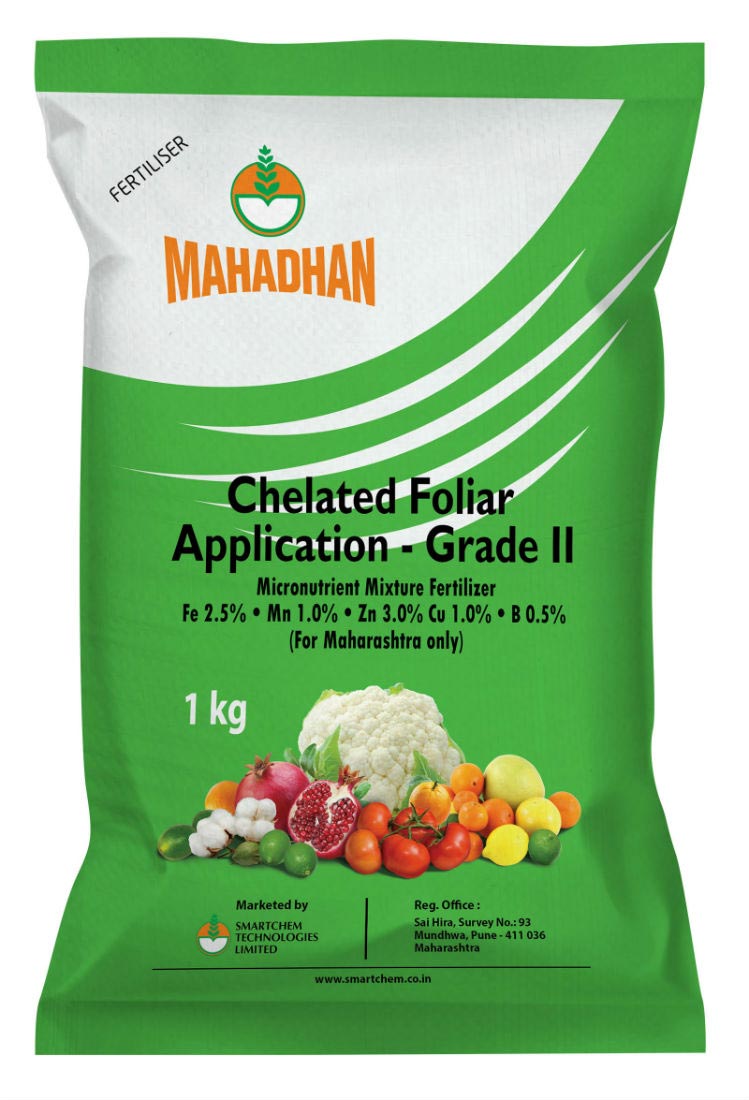 FERTILISER
MAHADHAN
Chelated Foliar
Application - Grade II
Micronutrient Mixture Fertilizer
Fe 2.5% • Mn 1.0% • Zn 3.0% Cu 1.0% • B 0.5%
(For Maharashtra only)
1 kg
Marketed by
SMARTCHEM
TECHNOLOGIES
LIMITED
Reg. Office :
Sai Hira, Survey No.: 93
Mundhwa, Pune - 411 036
Maharashtra
www.smartchem.co.in